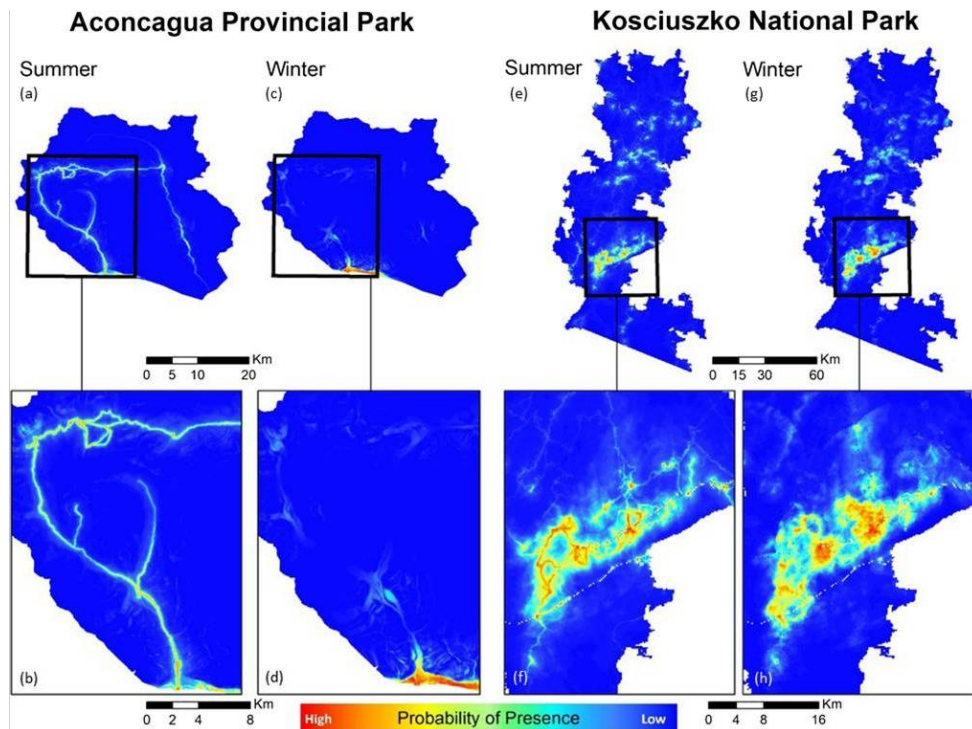 Aconcagua Provincial Park
Kosciuszko National Park
Summer
Winter
Summer
Winter
(a)
(c)
(e)
(g)
Km
0 5 10 20
Km
0 15 30 60
(b)
(d)
(f)
(h)
Km
0 2 4 8
High Probability of Presence Low
Km
0 4 8 16